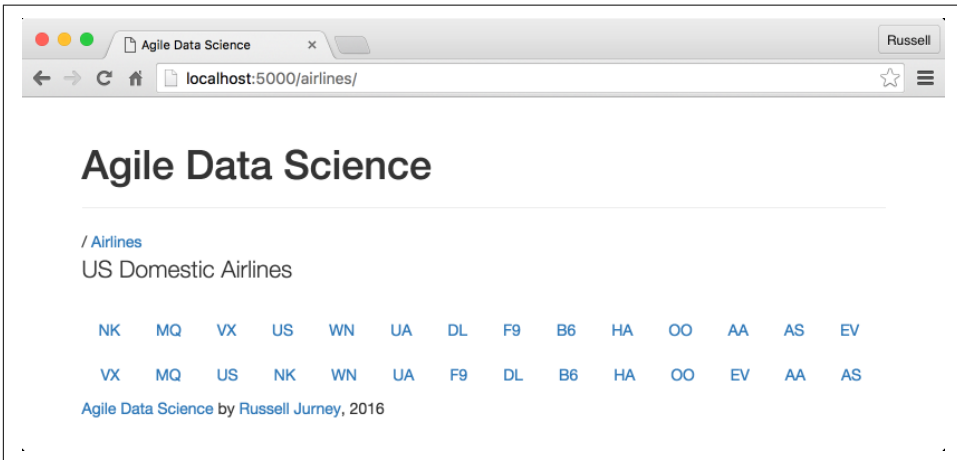 Agile Data Science
Russell
localhost:5000/airlines/
Agile Data Science
/ Airlines
US Domestic Airlines
NK MQ VX US WN UA DL F9 B6 HA OO AA AS EV
VX MQ US NK WN UA F9 DL B6 HA OO EV AA AS
Agile Data Science by Russell Jurney, 2016